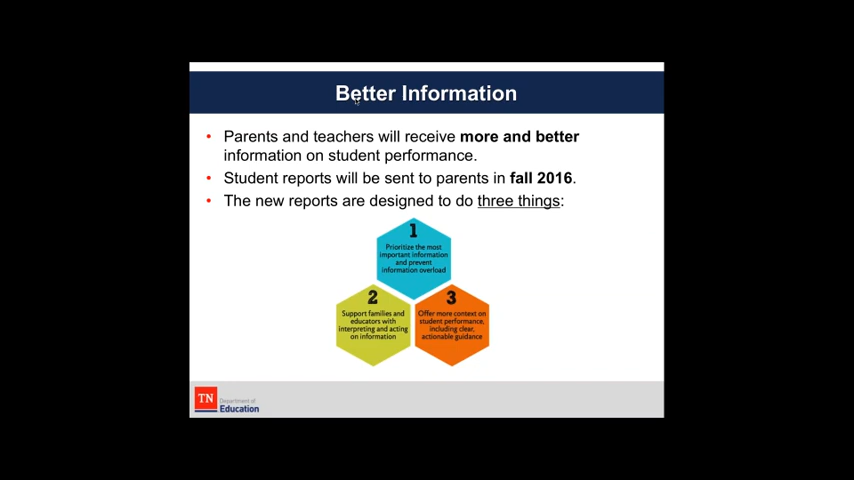 Better Information
• Parents and teachers will receive more and better
information on student performance.
• Student reports will be sent to parents in fall 2016.
• The new reports are designed to do three things:
1
Prioritize the most
important information
and prevent
information overload
2
Support families and
educators with
interpreting and acting
on information
3
Offer more context on
student performance,
including clear,
actionable guidance
TN
Department of
Education